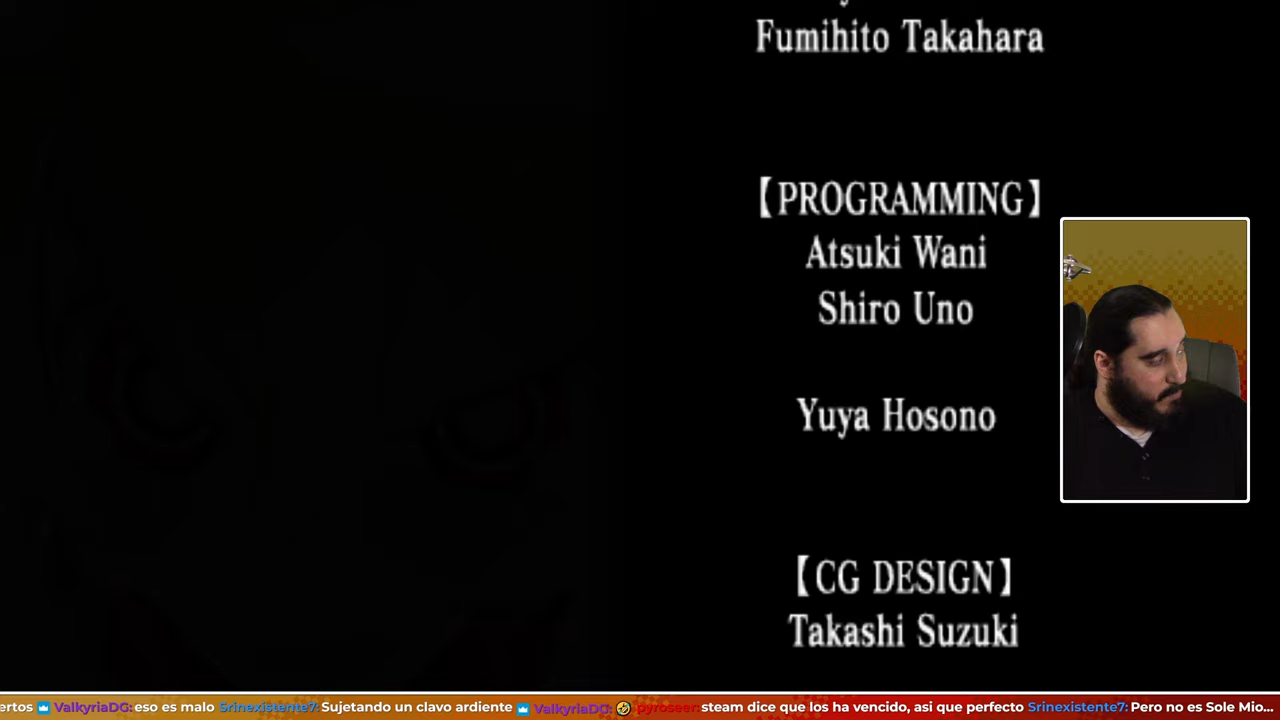 Fumihito Takahara
【PROGRAMMING】
Atsuki Wani
Shiro Uno
Yuya Hosono
【CG DESIGN】
Takashi Suzuki
ertos ValkyriaDG: eso es malo Srinexistente7: Sujetando un clavo ardiente ValkyriaDG: 🤣 pyroseer: steam dice que los ha vencido, asi que perfecto Srinexistente7: Pero no es Sole Mio...